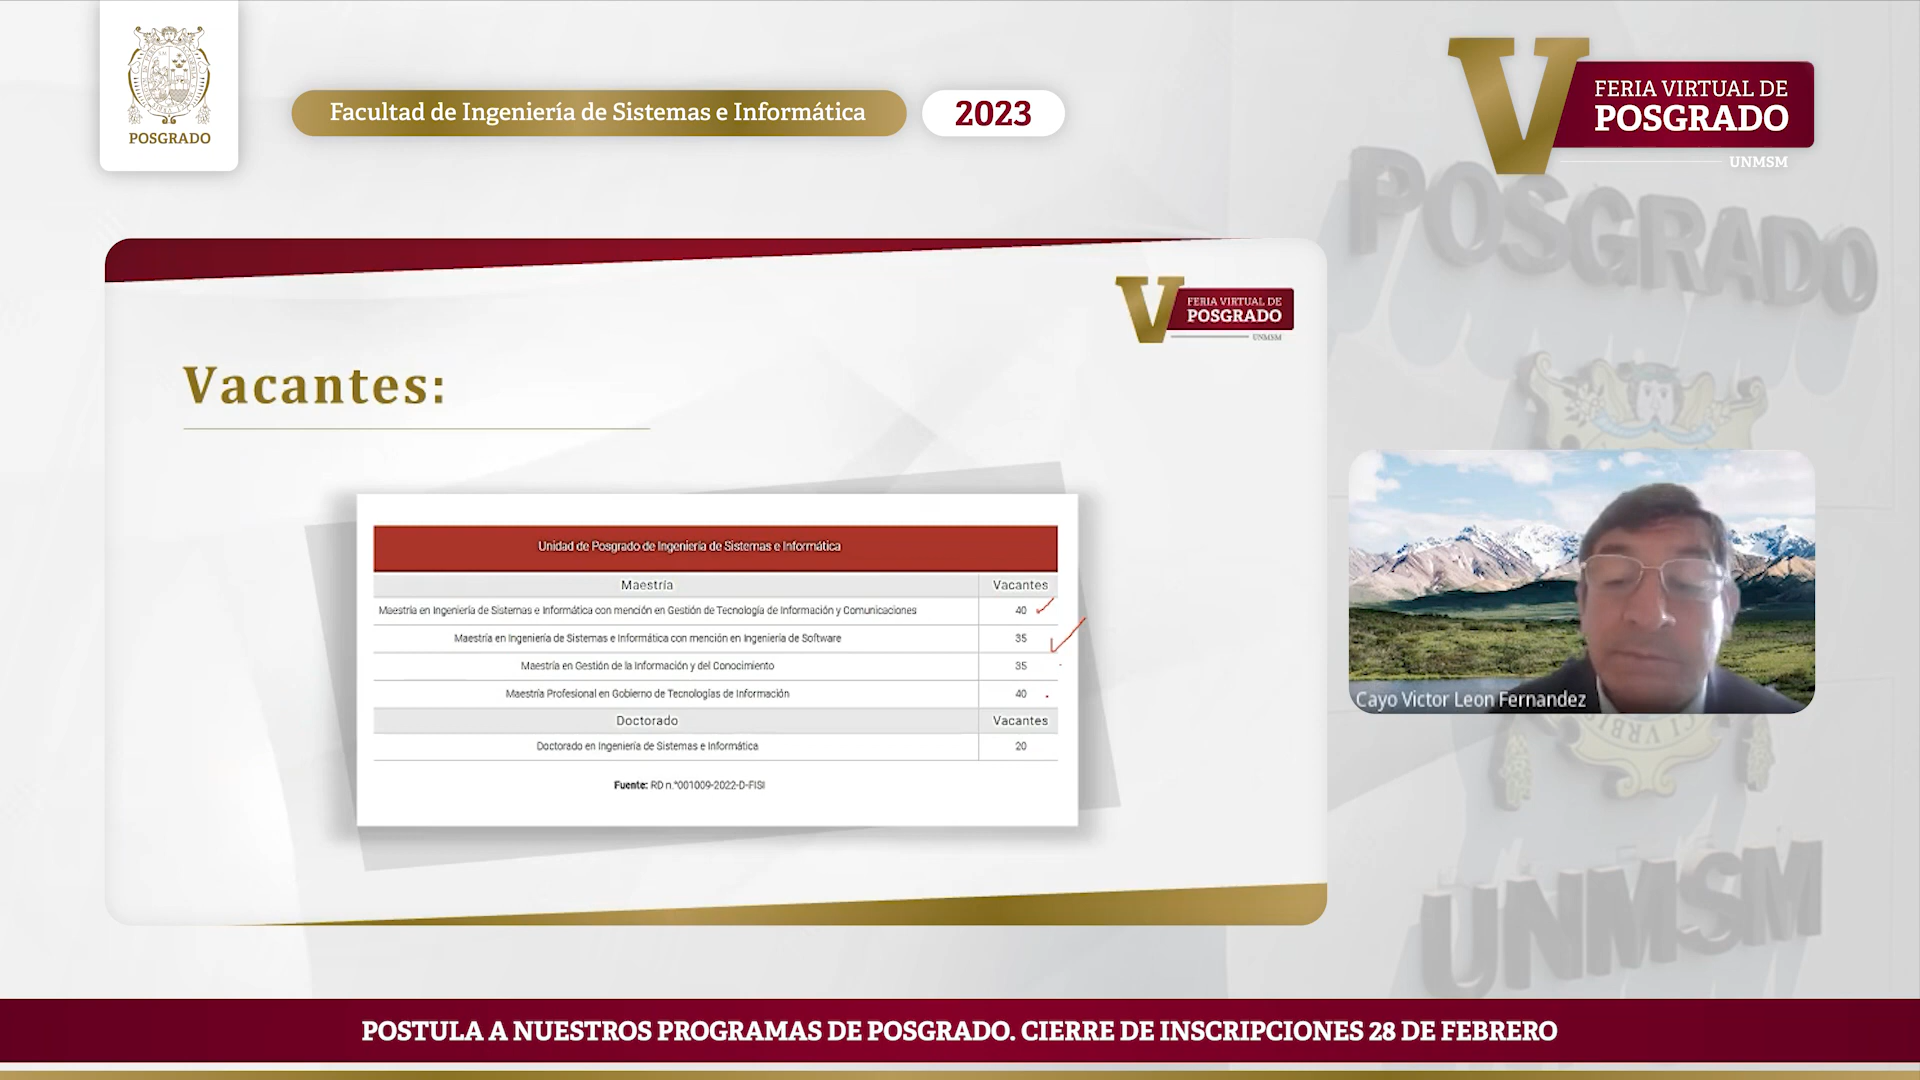 POSGRADO
Facultad de Ingeniería de Sistemas e Informática
2023
V
FERIA VIRTUAL DE
POSGRADO
UNMSM
POSGRADO
V
FERIA VIRTUAL DE
POSGRADO
UNMSM
Vacantes:
Unidad de Posgrado de Ingeniería de Sistemas e Informática
Maestría Vacantes
Maestría en Ingeniería de Sistemas e Informática con mención en Gestión de Tecnología de Información y Comunicaciones 40
Maestría en Ingeniería de Sistemas e Informática con mención en Ingeniería de Software 35
Maestría en Gestión de la Información y del Conocimiento 35
Maestría Profesional en Gobierno de Tecnologías de Información 40
Doctorado Vacantes
Doctorado en Ingeniería de Sistemas e Informática 20
Fuente: RD n.°001009-2022-D-FISI
Cayo Victor Leon Fernandez
UNMSM
POSTULA A NUESTROS PROGRAMAS DE POSGRADO. CIERRE DE INSCRIPCIONES 28 DE FEBRERO